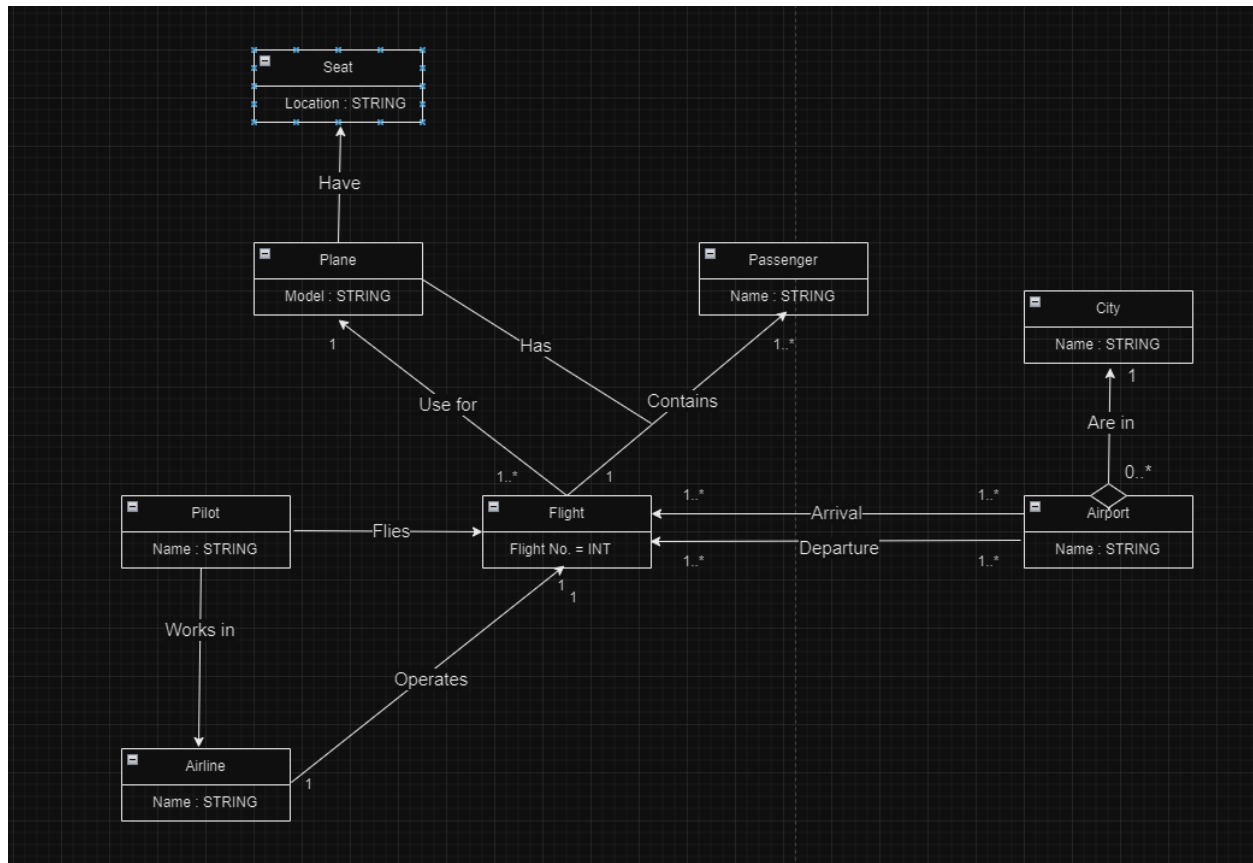 Seat
Location : STRING
Have
Plane
Model : STRING
1
Passenger
Name : STRING
1..*
City
Name : STRING
1
Has
Use for
Contains
Are in
1..*
1
0..*
Pilot
Name : STRING
Flies
Flight
Flight No. = INT
1..*
Arrival
1..*
1..*
Departure
1..*
Airport
Name : STRING
1
1
Works in
Operates
Airline
Name : STRING
1